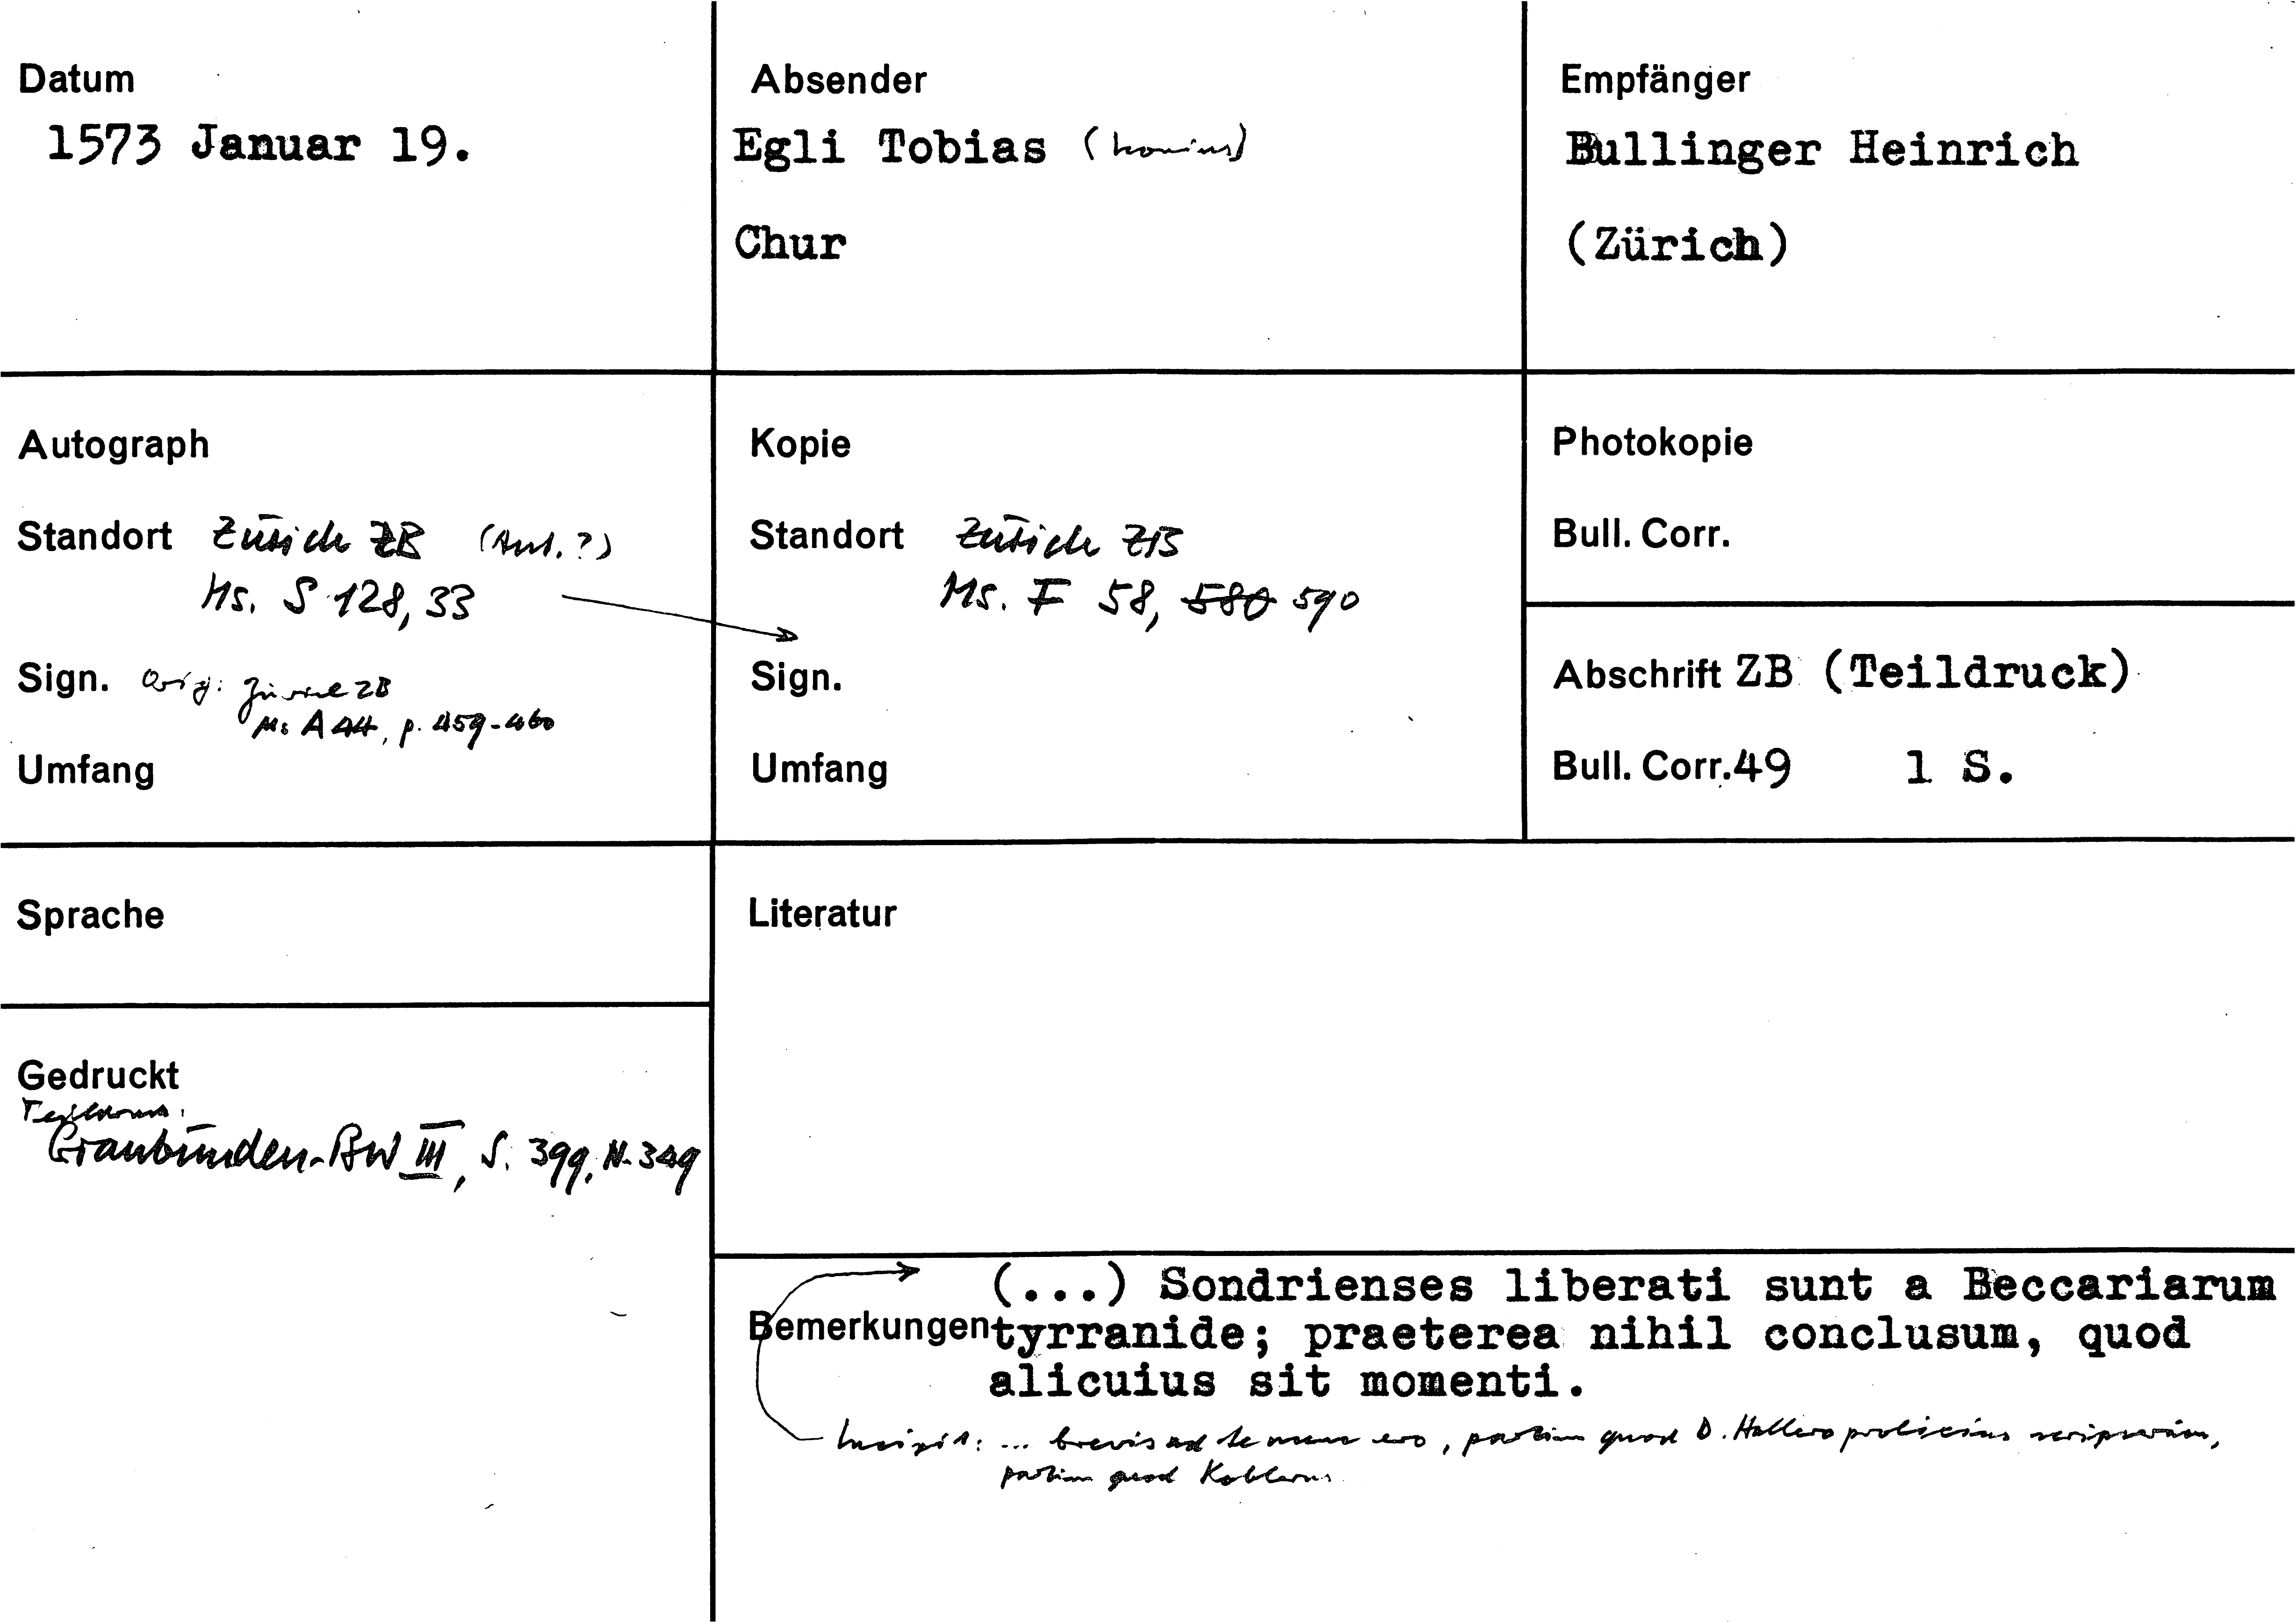 Datum
1573 Januar 19.
Absender
Egli Tobias
Chur
Empfänger
Bullinger Heinrich
(Zürich)
Autograph
Standort Zürich ZB (Aut.?)
Ms. S 128, 33
Sign. Orig: Zürich ZB
Ms A 44, p. 459-460
Umfang
Kopie
Standort Zürich ZB
Ms. F 58, 580 590
Sign.
Umfang
Photokopie
Bull. Corr.
Abschrift ZB (Teildruck)
Bull. Corr. 49 1 S.
Sprache
Gedruckt
Teildruck:
Graubünden-BW III, S. 399, N. 349
Literatur
Bemerkungen
(...) Sondrienses liberati sunt a Beccariarum
tyrranide; praeterea nihil conclusum, quod
alicuius sit momenti.
Incipit: ... brevis ad te nunc ero, partim quod D. Hallero prolixius scripserim,
partim quod